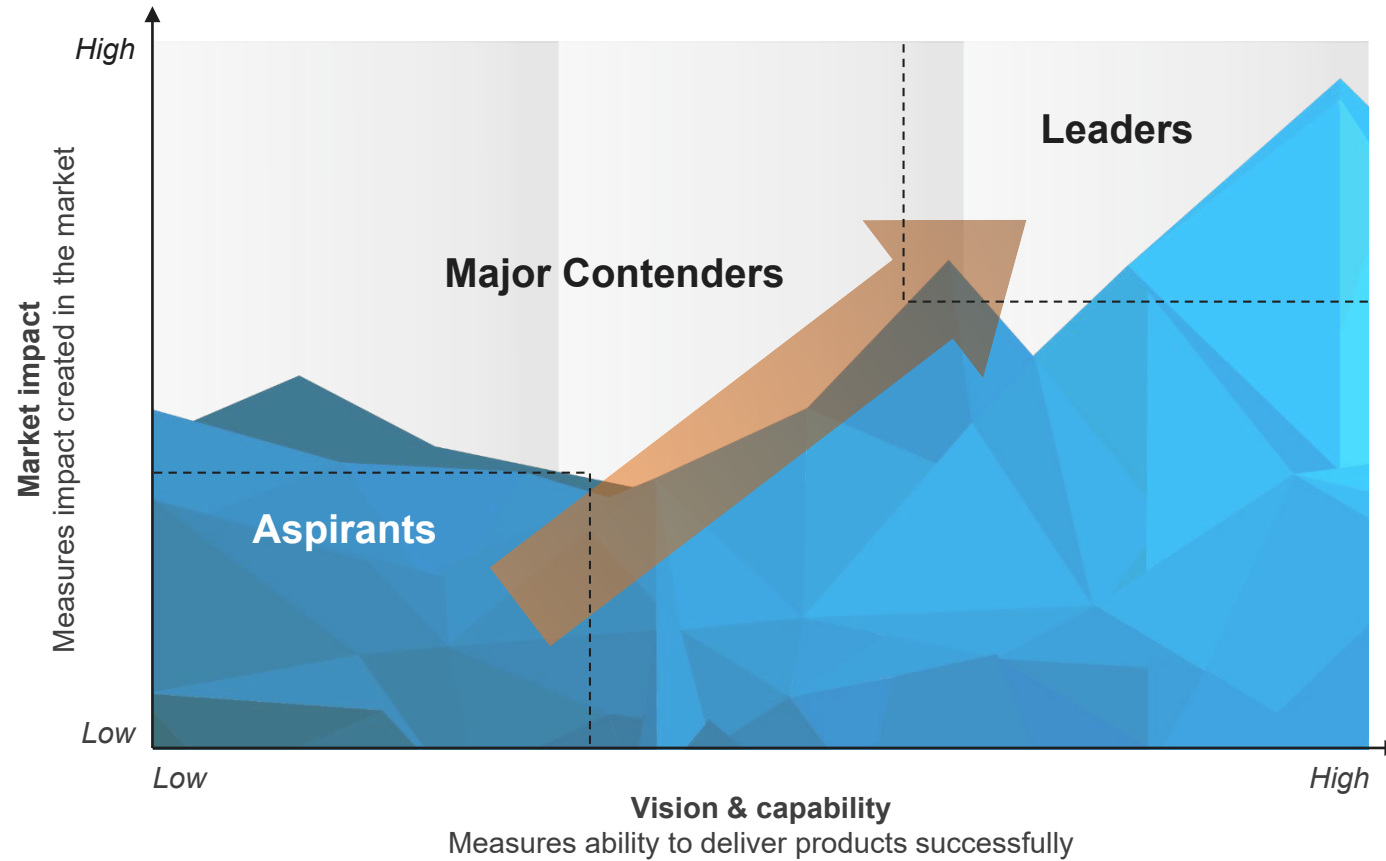 High
Leaders
Major Contenders
Market impact
Measures impact created in the market
Aspirants
Low
Low
High
Vision & capability
Measures ability to deliver products successfully